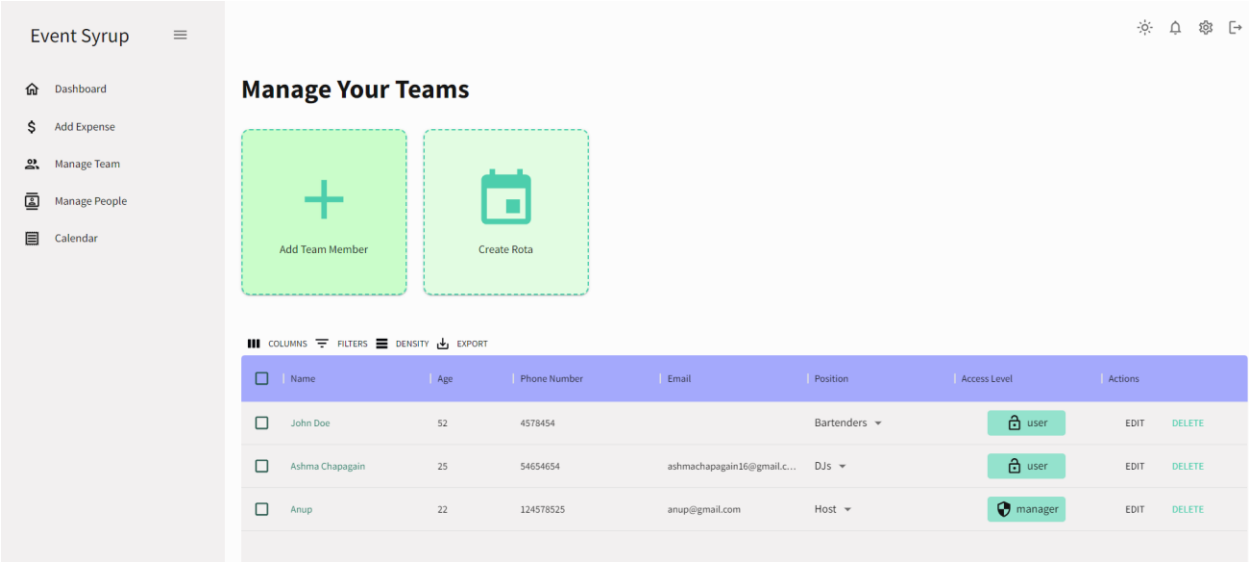 Event Syrup
Dashboard
Add Expense
Manage Team
Manage People
Calendar
Manage Your Teams
Add Team Member
Create Rota
COLUMNS FILTERS DENSITY EXPORT
Name Age Phone Number Email Position Access Level Actions
John Doe 52 4578454 Bartenders user EDIT DELETE
Ashma Chapagain 25 54654654 ashmachapagain16@gmail.c... DJs user EDIT DELETE
Anup 22 124578525 anup@gmail.com Host manager EDIT DELETE